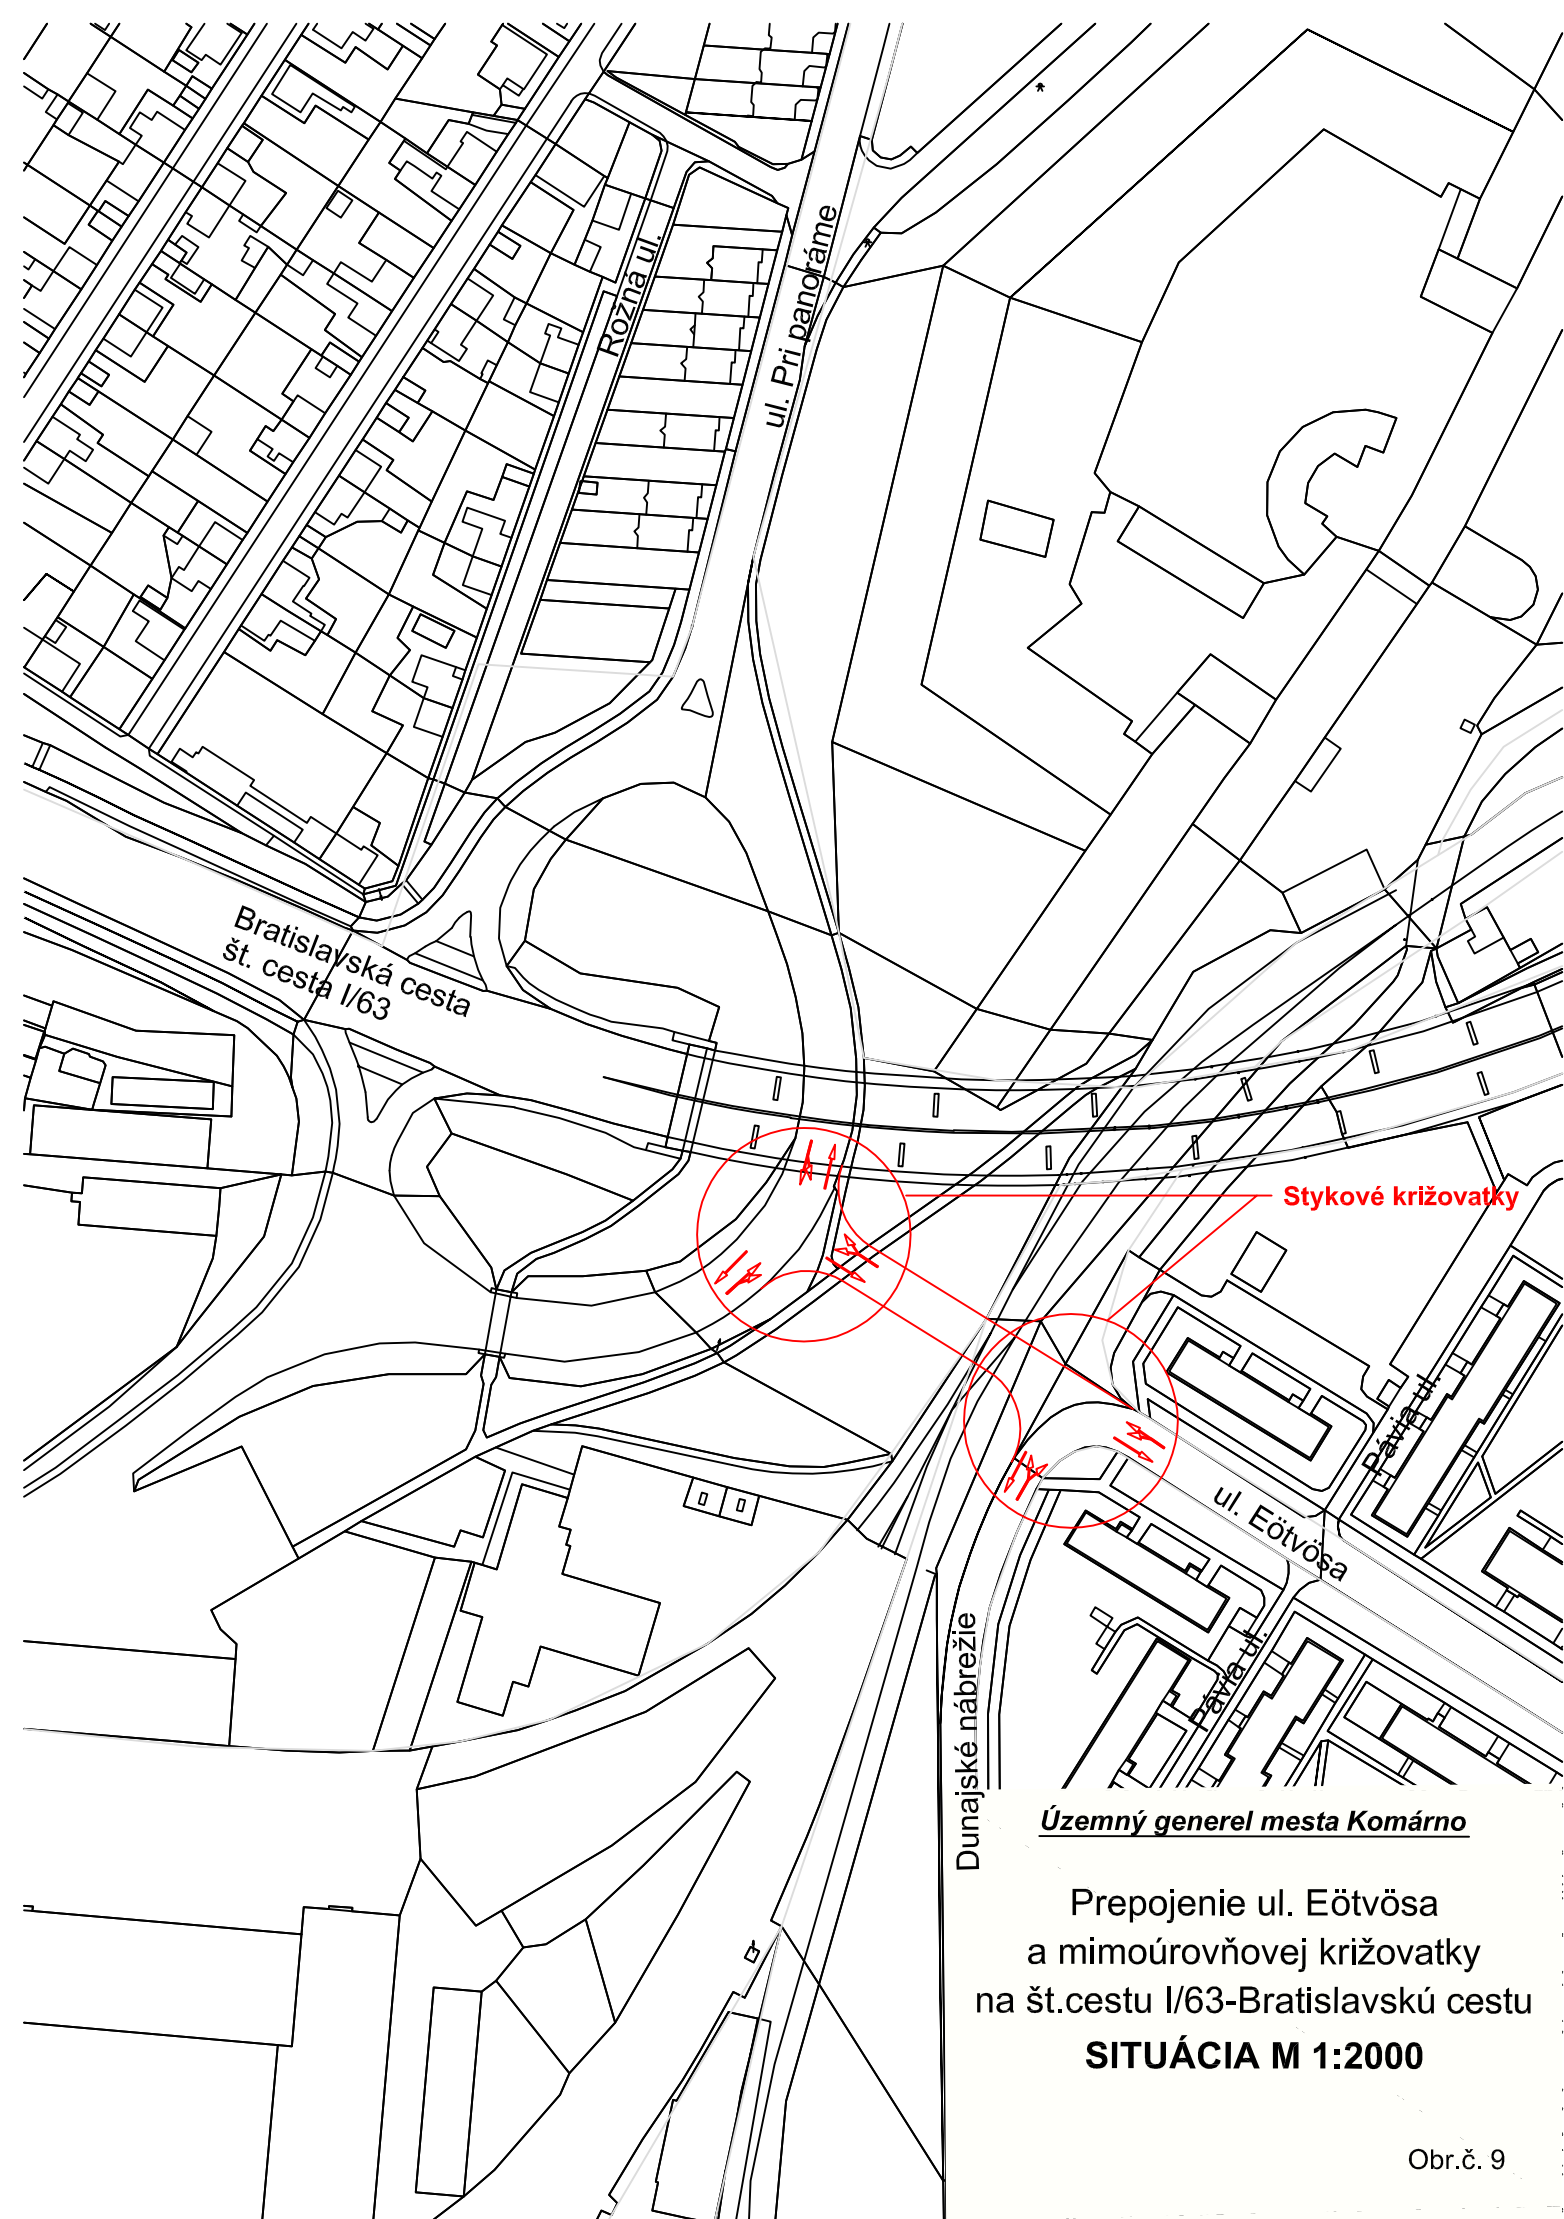 Rožná ul.
ul. Pri panoráme
Bratislavská cesta
št. cesta I/63
Stykové križovatky
Pávia ul.
ul. Eötvösa
Pávia ul.
Dunajské nábrežie
Územný generel mesta Komárno
Prepojenie ul. Eötvösa
a mimoúrovňovej križovatky
na št.cestu I/63-Bratislavskú cestu
SITUÁCIA M 1:2000
Obr.č. 9